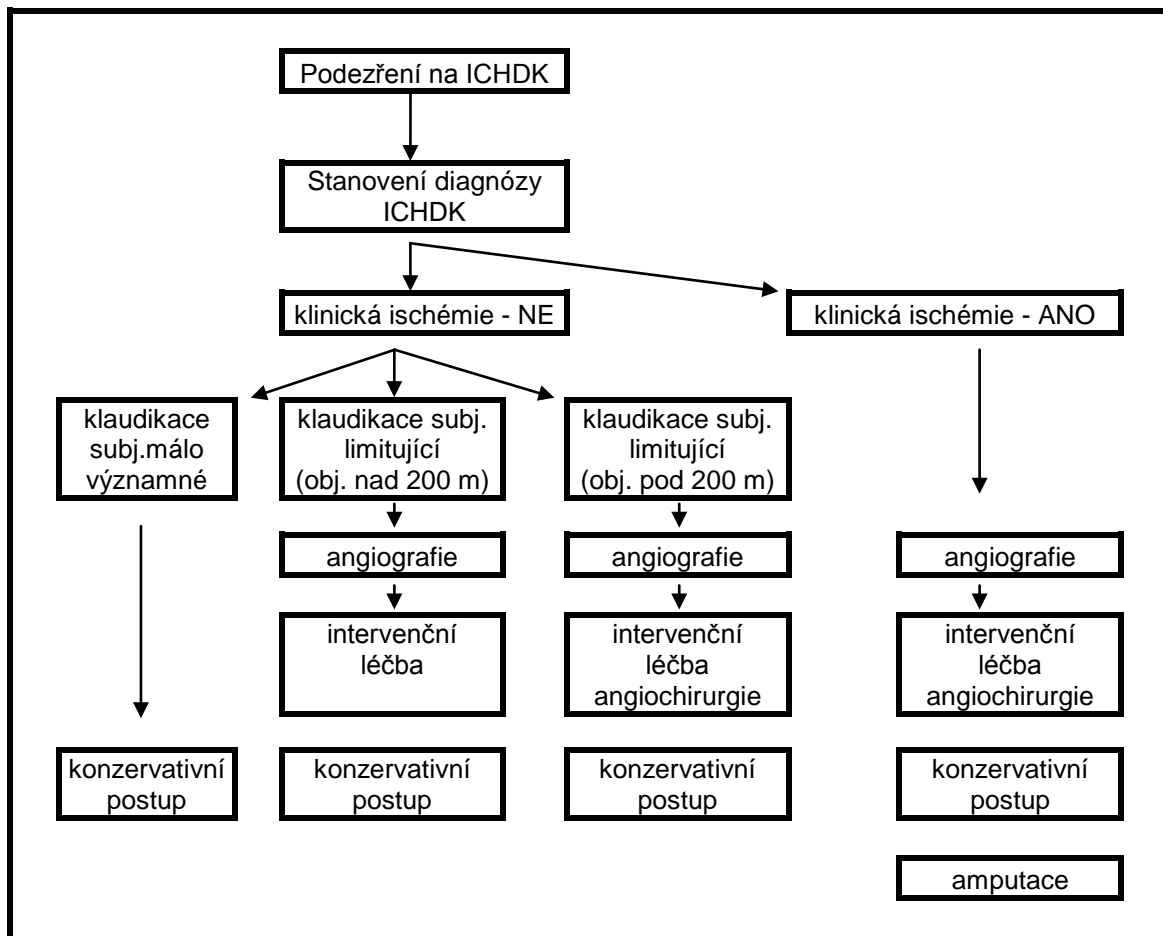 Podezření na ICHDK
Stanovení diagnózy
ICHDK
klinická ischémie - NE
klinická ischémie - ANO
klaudikace
subj.málo
významné
klaudikace subj.
limitující
(obj. nad 200 m)
klaudikace subj.
limitující
(obj. pod 200 m)
angiografie
angiografie
angiografie
intervenční
léčba
intervenční
léčba
angiochirurgie
intervenční
léčba
angiochirurgie
konzervativní
postup
konzervativní
postup
konzervativní
postup
konzervativní
postup
amputace